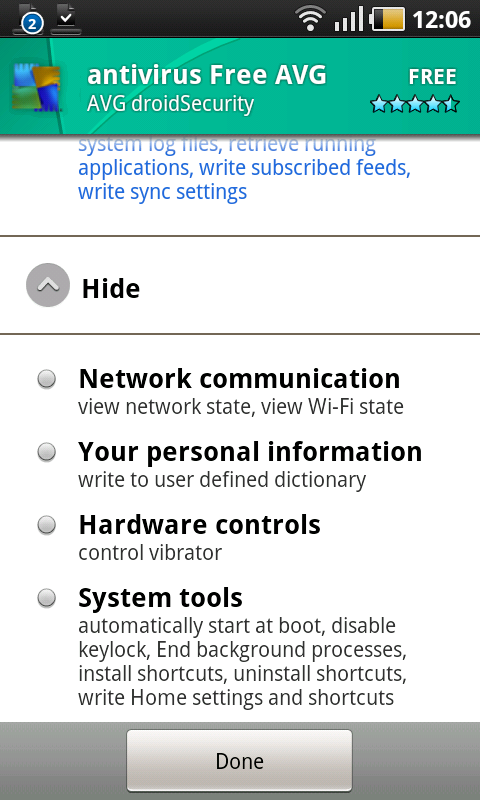 2
12:06
antivirus Free AVG
FREE
AVG droidSecurity
system log files, retrieve running
applications, write subscribed feeds,
write sync settings
Hide
Network communication
view network state, view Wi-Fi state
Your personal information
write to user defined dictionary
Hardware controls
control vibrator
System tools
automatically start at boot, disable
keylock, End background processes,
install shortcuts, uninstall shortcuts,
write Home settings and shortcuts
Done